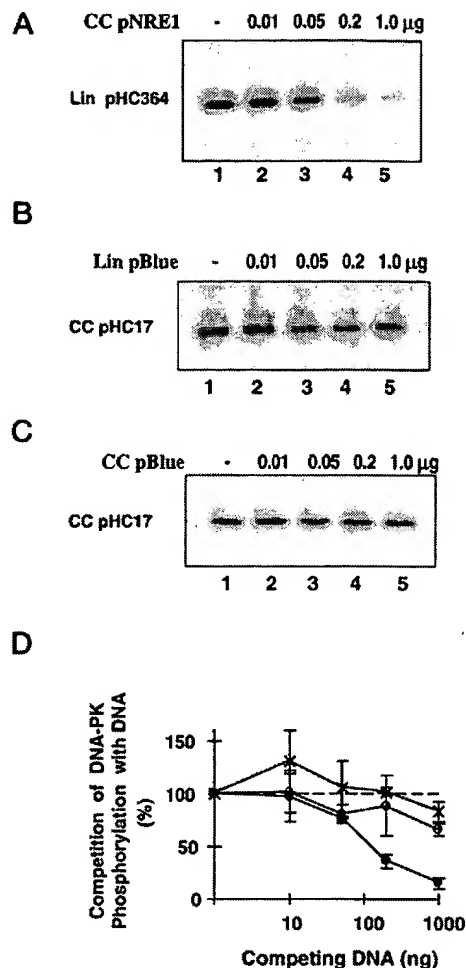 A
CC pNRE1 - 0.01 0.05 0.2 1.0 µg
Lin pHC364
1 2 3 4 5
B
Lin pBlue - 0.01 0.05 0.2 1.0 µg
CC pHC17
1 2 3 4 5
C
CC pBlue - 0.01 0.05 0.2 1.0 µg
CC pHC17
1 2 3 4 5
D
Competition of DNA-PK
Phosphorylation with DNA
(%)
150
100
50
0
10 100 1000
Competing DNA (ng)